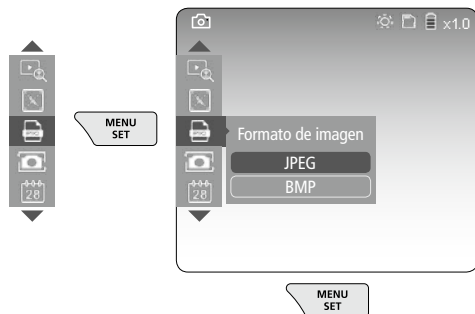 x1.0
MENU
SET
Formato de imagen
JPEG
BMP
28
28
MENU
SET